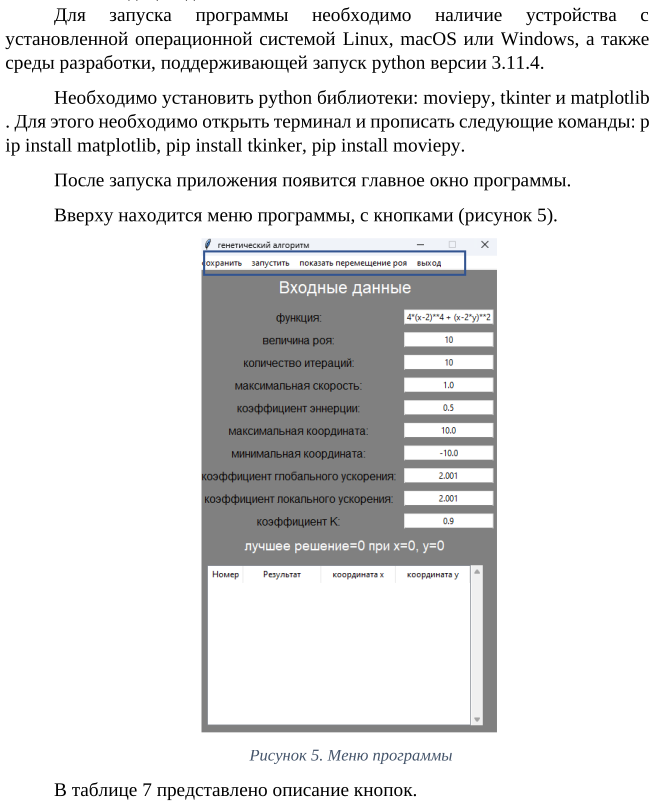 Для запуска программы необходимо наличие устройства с
установленной операционной системой Linux, macOS или Windows, а также
среды разработки, поддерживающей запуск python версии 3.11.4.
Необходимо установить python библиотеки: moviepy, tkinter и matplotlib
. Для этого необходимо открыть терминал и прописать следующие команды: p
ip install matplotlib, pip install tkinker, pip install moviepy.
После запуска приложения появится главное окно программы.
Вверху находится меню программы, с кнопками (рисунок 5).
генетический алгоритм
сохранить запустить показать перемещение роя выход
Входные данные
функция: 4*(x-2)**4 + (x-2*y)**2
величина роя: 10
количество итераций: 10
максимальная скорость: 1.0
коэффициент эннерции: 0.5
максимальная координата: 10.0
минимальная координата: -10.0
коэффициент глобального ускорения: 2.001
коэффициент локального ускорения: 2.001
коэффициент К: 0.9
лучшее решение=0 при x=0, y=0
Номер Результат координата x координата y
Рисунок 5. Меню программы
В таблице 7 представлено описание кнопок.